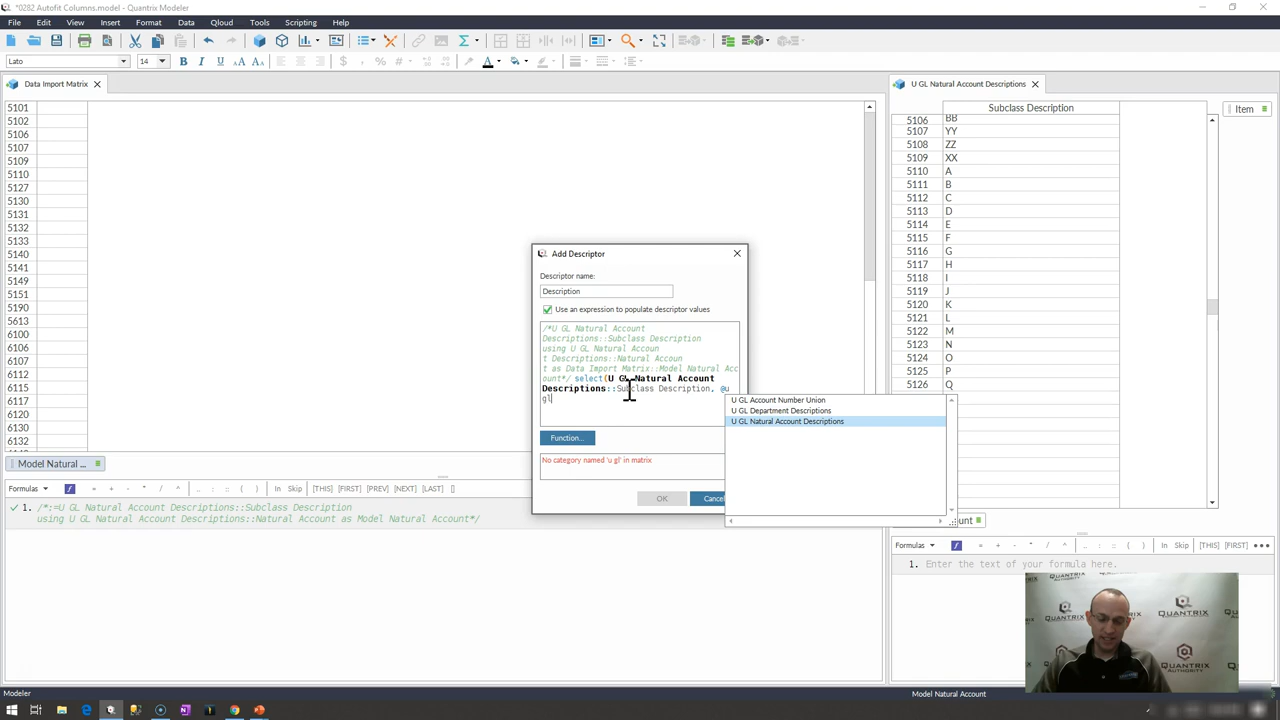 *0282 Autofit Columns.model - Quantrix Modeler
File Edit View Insert Format Data Qloud Tools Scripting Help
Lato 14 B I U A A $ % #
Data Import Matrix
U GL Natural Account Descriptions
5101
5102
5106
5107
5109
5120
5127
5130
5131
5134
5140
5141
5149
5151
5190
5613
6100
6106
6112
6115
6117
6120
6132
Subclass Description
Item
5106 BB
5107 YY
5108 ZZ
5109 XX
5110 A
5111 B
5112 C
5113 D
5114 E
5115 F
5116 G
5117 H
5118 I
5119 J
5120 K
5121 L
5122 M
5123 N
5124 O
5125 P
5126 Q
Add Descriptor
Descriptor name:
Description
Use an expression to populate descriptor values
/*U GL Natural Account
Descriptions::Subclass Description
using U GL Natural Accoun
t Descriptions::Natural Accoun
t as Data Import Matrix::Model Natural Acc
ount*/ select(U GL Natural Account
Descriptions::Subclass Description, @u
gl
U GL Account Number Union
U GL Department Descriptions
U GL Natural Account Descriptions
Function...
No category named 'u gl' in matrix
OK Cancel
Model Natural ...
ount
Formulas = + - * / ^ .. : :: ( ) In Skip [THIS] [FIRST] [PREV] [NEXT] [LAST] []
1. /*:=U GL Natural Account Descriptions::Subclass Description
using U GL Natural Account Descriptions::Natural Account as Model Natural Account*/
Formulas = + - * / ^ .. : :: ( ) In Skip [THIS] [FIRST]
1. Enter the text of your formula here.
QUANTRIX
AUTHORITY
Modeler
Model Natural Account